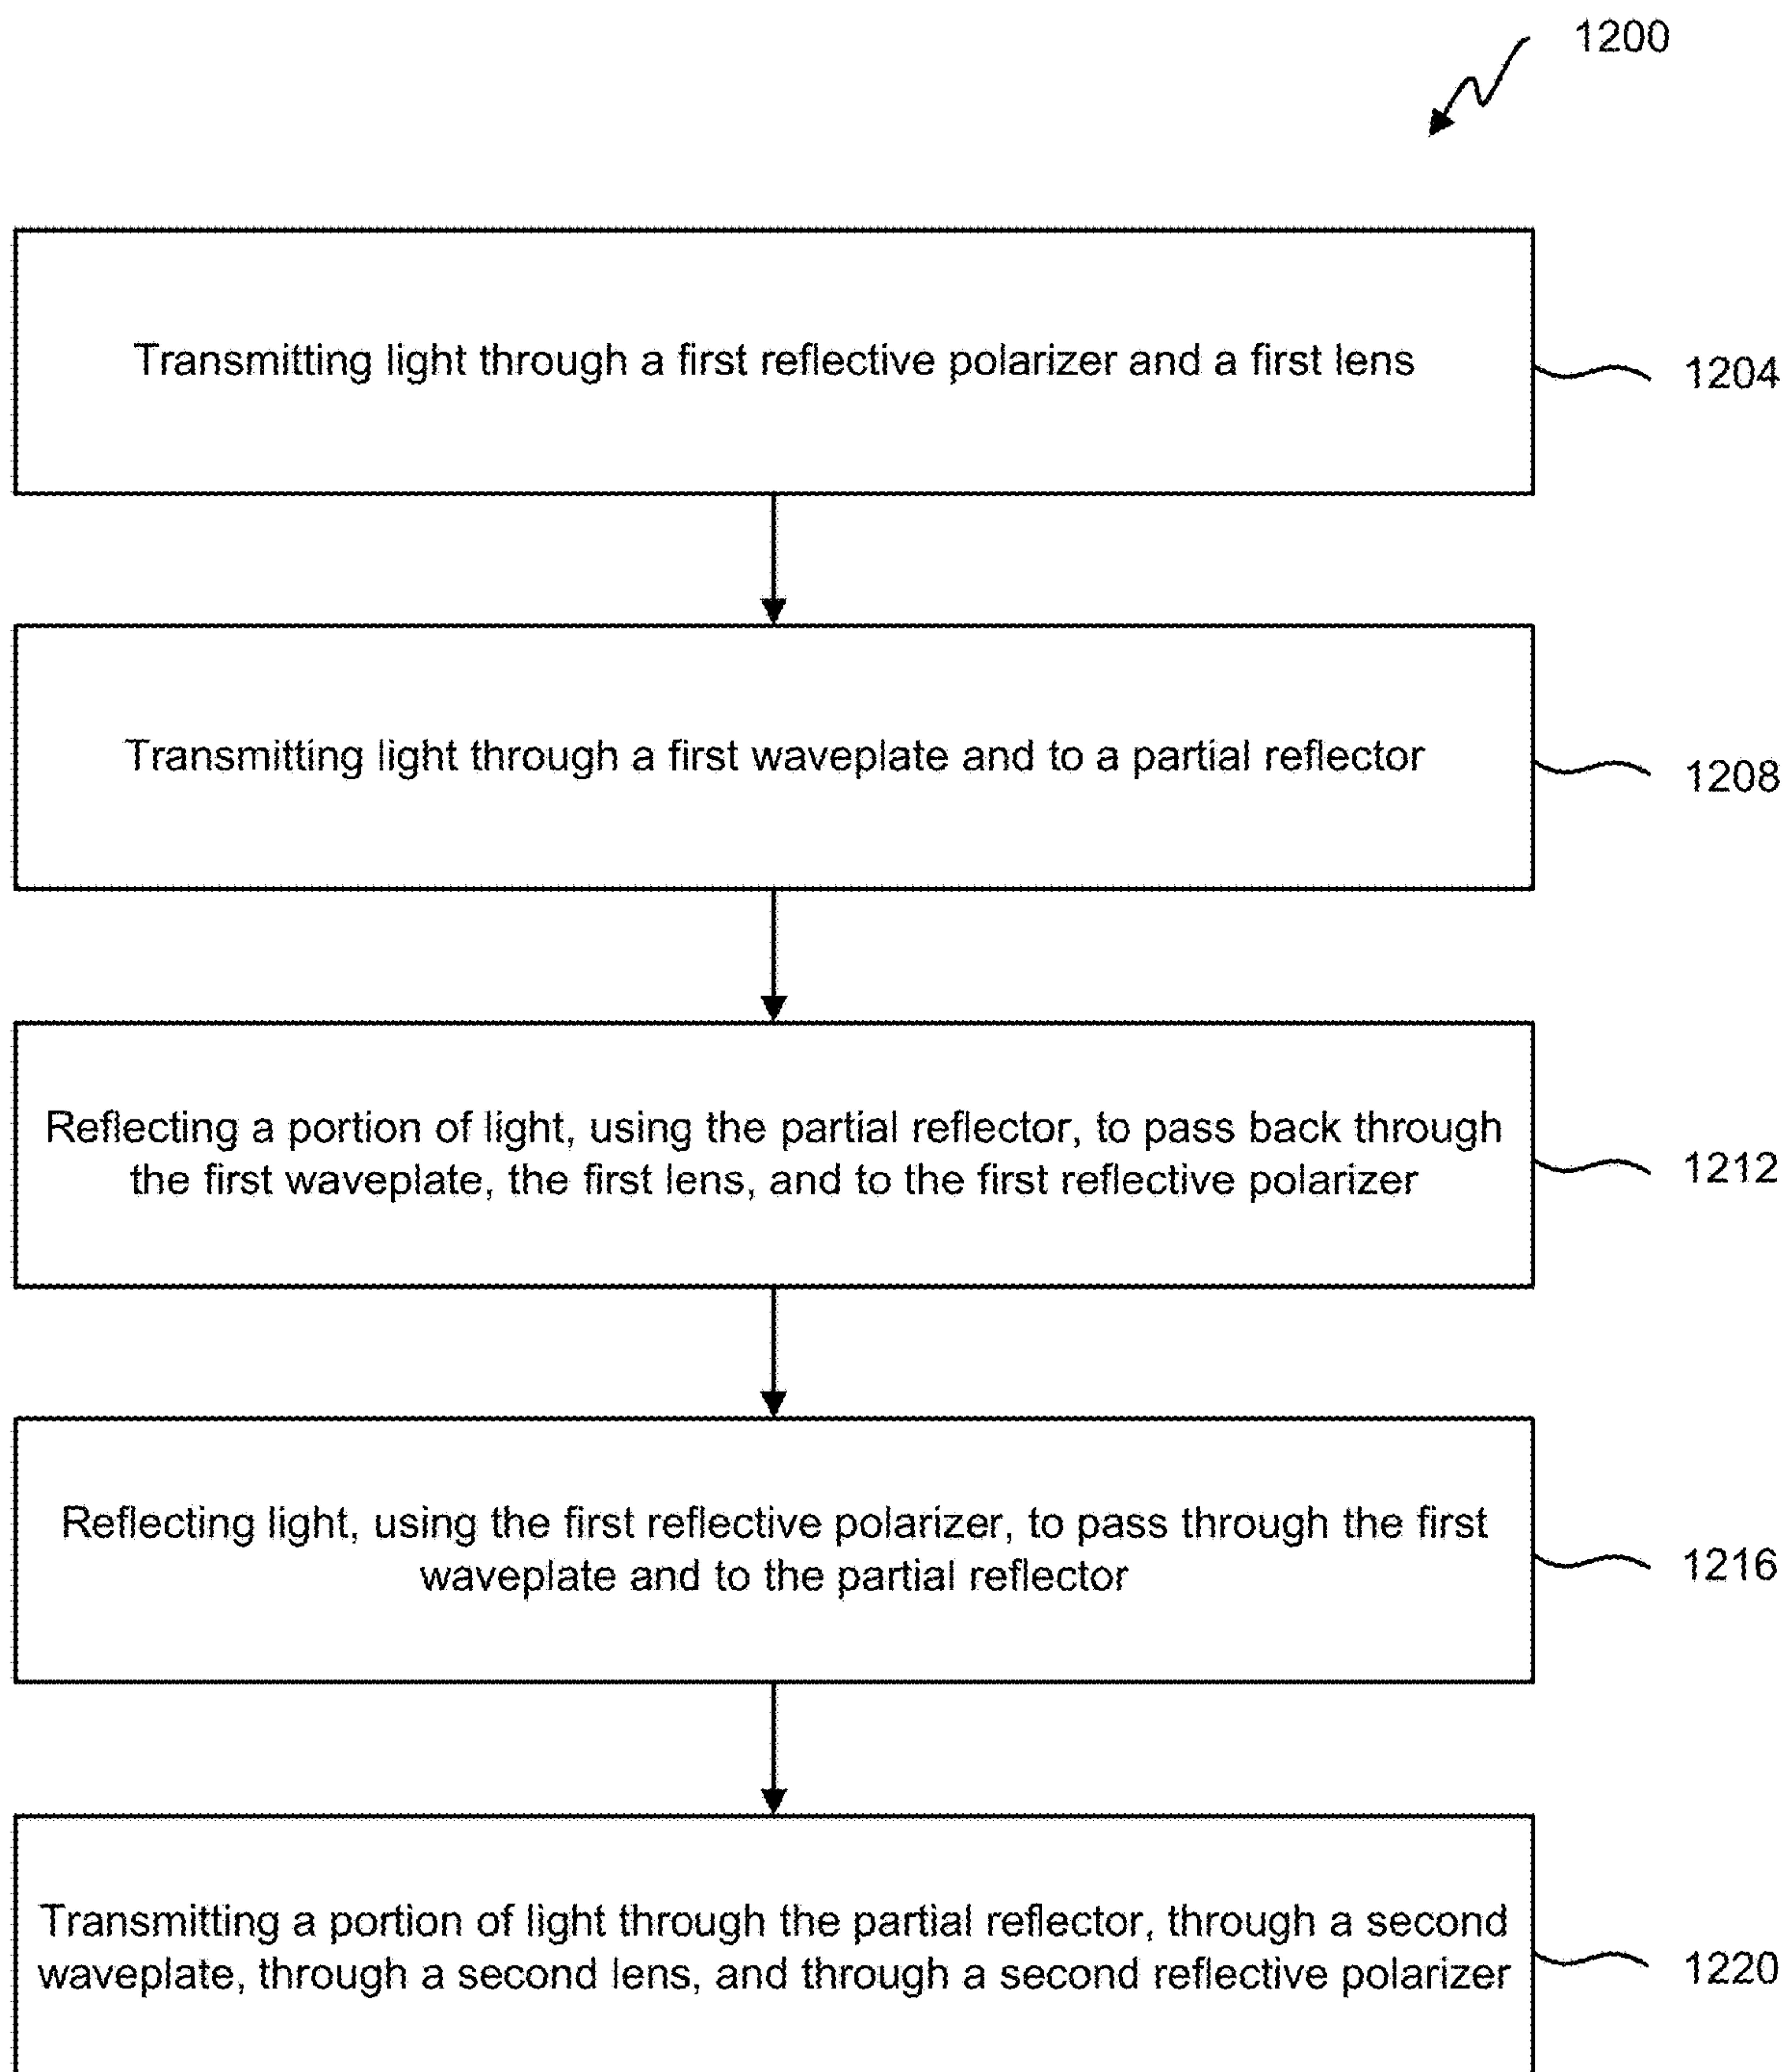 1200
Transmitting light through a first reflective polarizer and a first lens
1204
Transmitting light through a first waveplate and to a partial reflector
1208
Reflecting a portion of light, using the partial reflector, to pass back through
the first waveplate, the first lens, and to the first reflective polarizer
1212
Reflecting light, using the first reflective polarizer, to pass through the first
waveplate and to the partial reflector
1216
Transmitting a portion of light through the partial reflector, through a second
waveplate, through a second lens, and through a second reflective polarizer
1220